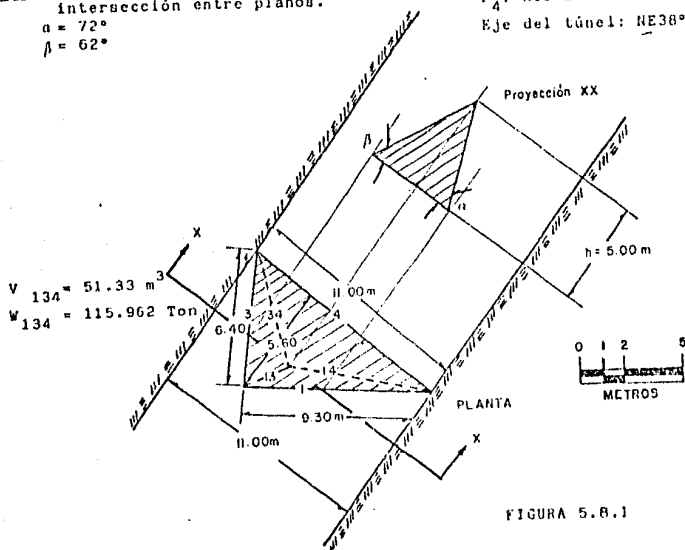 intersección entre planos.
α = 72°
β = 62°
Eje del túnel: NE38°
Proyección XX
β
α
h = 5.00 m
X
V 134 = 51.33 m³
W 134 = 115.962 Ton
11.00 m
3
34
4
6.40
5.60
13
14
1
9.30 m
11.00m
PLANTA
X
0 1 2 5
METROS
FIGURA 5.8.1